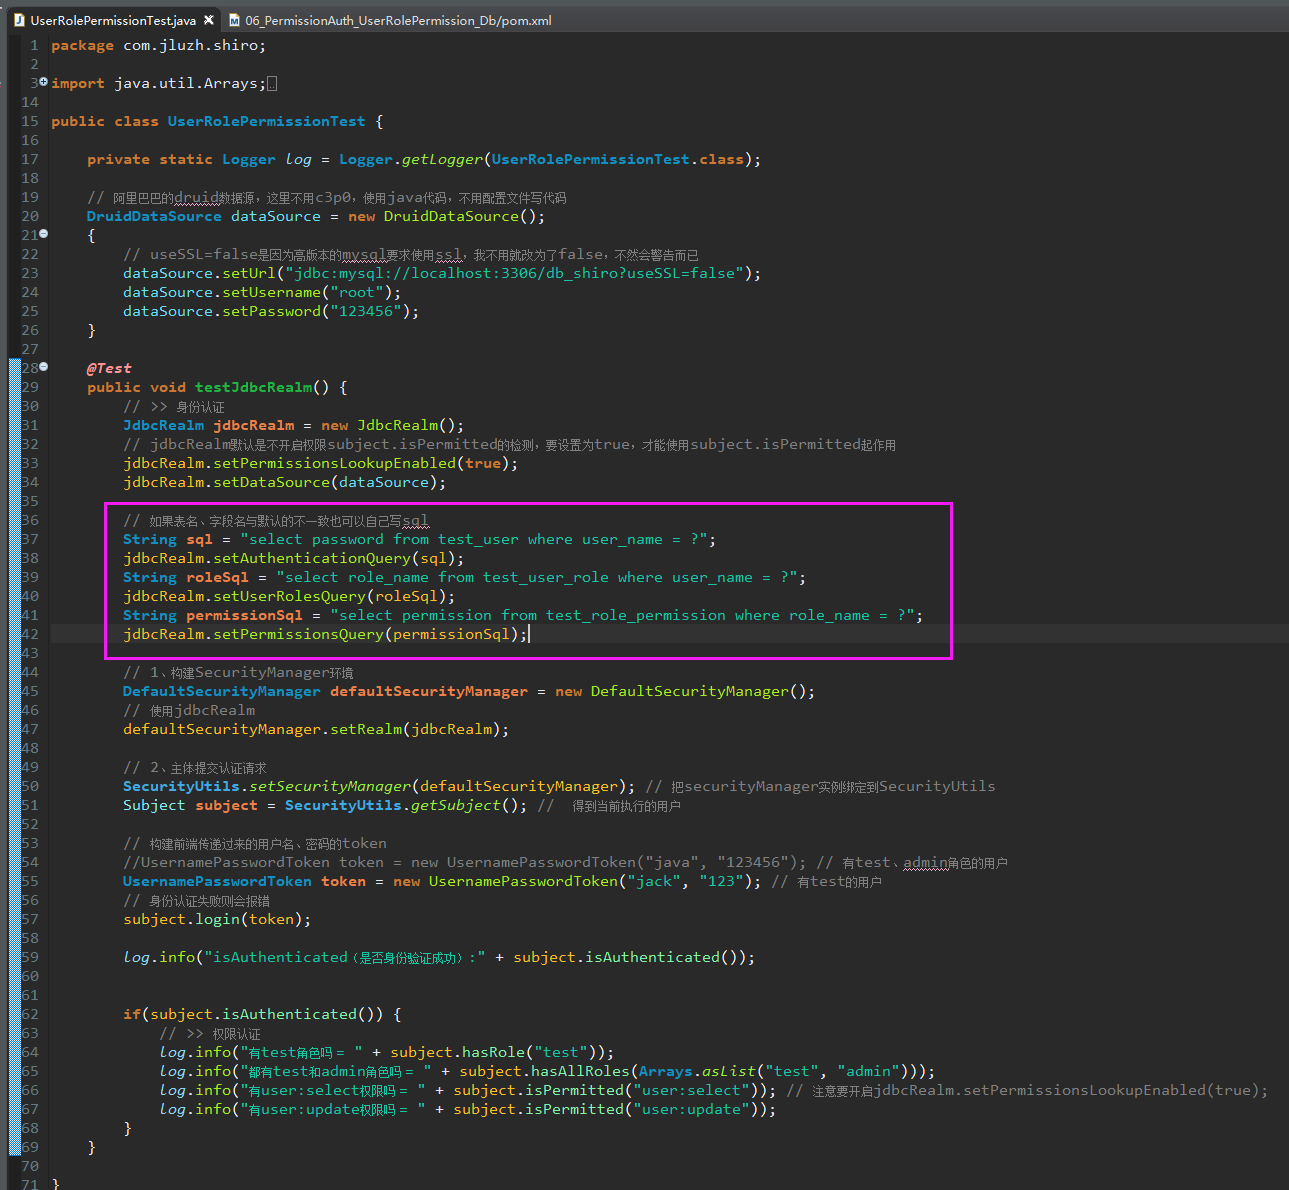 UserRolePermissionTest.java
06_PermissionAuth_UserRolePermission_Db/pom.xml
1 package com.jluzh.shiro;
2
3 import java.util.Arrays;
14
15 public class UserRolePermissionTest {
16
17 private static Logger log = Logger.getLogger(UserRolePermissionTest.class);
18
19 // 阿里巴巴的druid数据源，这里不用c3p0，使用java代码，不用配置文件写代码
20 DruidDataSource dataSource = new DruidDataSource();
21 {
22 // useSSL=false是因为高版本的mysql要求使用ssl，我不用就改为了false，不然会警告而已
23 dataSource.setUrl("jdbc:mysql://localhost:3306/db_shiro?useSSL=false");
24 dataSource.setUsername("root");
25 dataSource.setPassword("123456");
26 }
27
28 @Test
29 public void testJdbcRealm() {
30 // >> 身份认证
31 JdbcRealm jdbcRealm = new JdbcRealm();
32 // jdbcRealm默认是不开启权限subject.isPermitted的检测，要设置为true，才能使用subject.isPermitted起作用
33 jdbcRealm.setPermissionsLookupEnabled(true);
34 jdbcRealm.setDataSource(dataSource);
35
36 // 如果表名、字段名与默认的不一致也可以自己写sql
37 String sql = "select password from test_user where user_name = ?";
38 jdbcRealm.setAuthenticationQuery(sql);
39 String roleSql = "select role_name from test_user_role where user_name = ?";
40 jdbcRealm.setUserRolesQuery(roleSql);
41 String permissionSql = "select permission from test_role_permission where role_name = ?";
42 jdbcRealm.setPermissionsQuery(permissionSql);
43
44 // 1、构建SecurityManager环境
45 DefaultSecurityManager defaultSecurityManager = new DefaultSecurityManager();
46 // 使用jdbcRealm
47 defaultSecurityManager.setRealm(jdbcRealm);
48
49 // 2、主体提交认证请求
50 SecurityUtils.setSecurityManager(defaultSecurityManager); // 把securityManager实例绑定到SecurityUtils
51 Subject subject = SecurityUtils.getSubject(); //  得到当前执行的用户
52
53 // 构建前端传递过来的用户名、密码的token
54 //UsernamePasswordToken token = new UsernamePasswordToken("java", "123456"); // 有test、admin角色的用户
55 UsernamePasswordToken token = new UsernamePasswordToken("jack", "123"); // 有test的用户
56 // 身份认证失败则会报错
57 subject.login(token);
58
59 log.info("isAuthenticated（是否身份验证成功）:" + subject.isAuthenticated());
60
61
62 if(subject.isAuthenticated()) {
63 // >> 权限认证
64 log.info("有test角色吗 = " + subject.hasRole("test"));
65 log.info("都有test和admin角色吗 = " + subject.hasAllRoles(Arrays.asList("test", "admin")));
66 log.info("有user:select权限吗 = " + subject.isPermitted("user:select")); // 注意要开启jdbcRealm.setPermissionsLookupEnabled(true);
67 log.info("有user:update权限吗 = " + subject.isPermitted("user:update"));
68 }
69 }
70
71 }